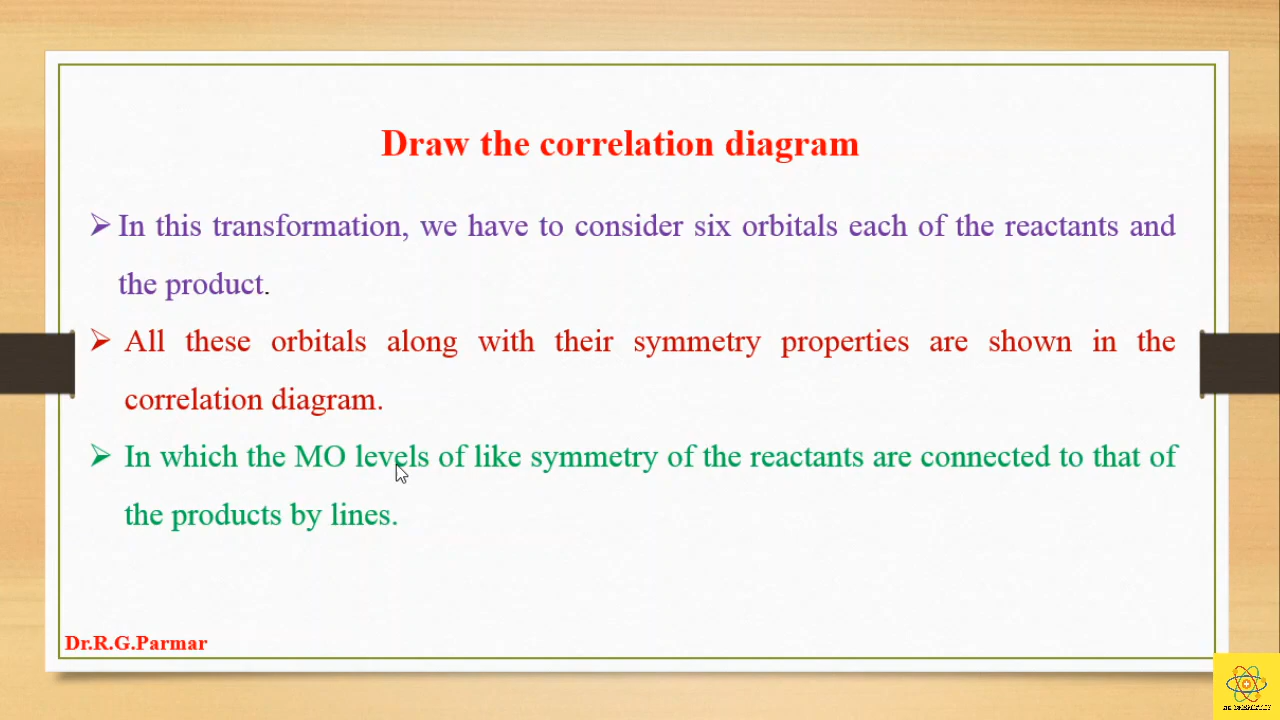 Draw the correlation diagram
➢ In this transformation, we have to consider six orbitals each of the reactants and
the product.
➢ All these orbitals along with their symmetry properties are shown in the
correlation diagram.
➢ In which the MO levels of like symmetry of the reactants are connected to that of
the products by lines.
Dr.R.G.Parmar